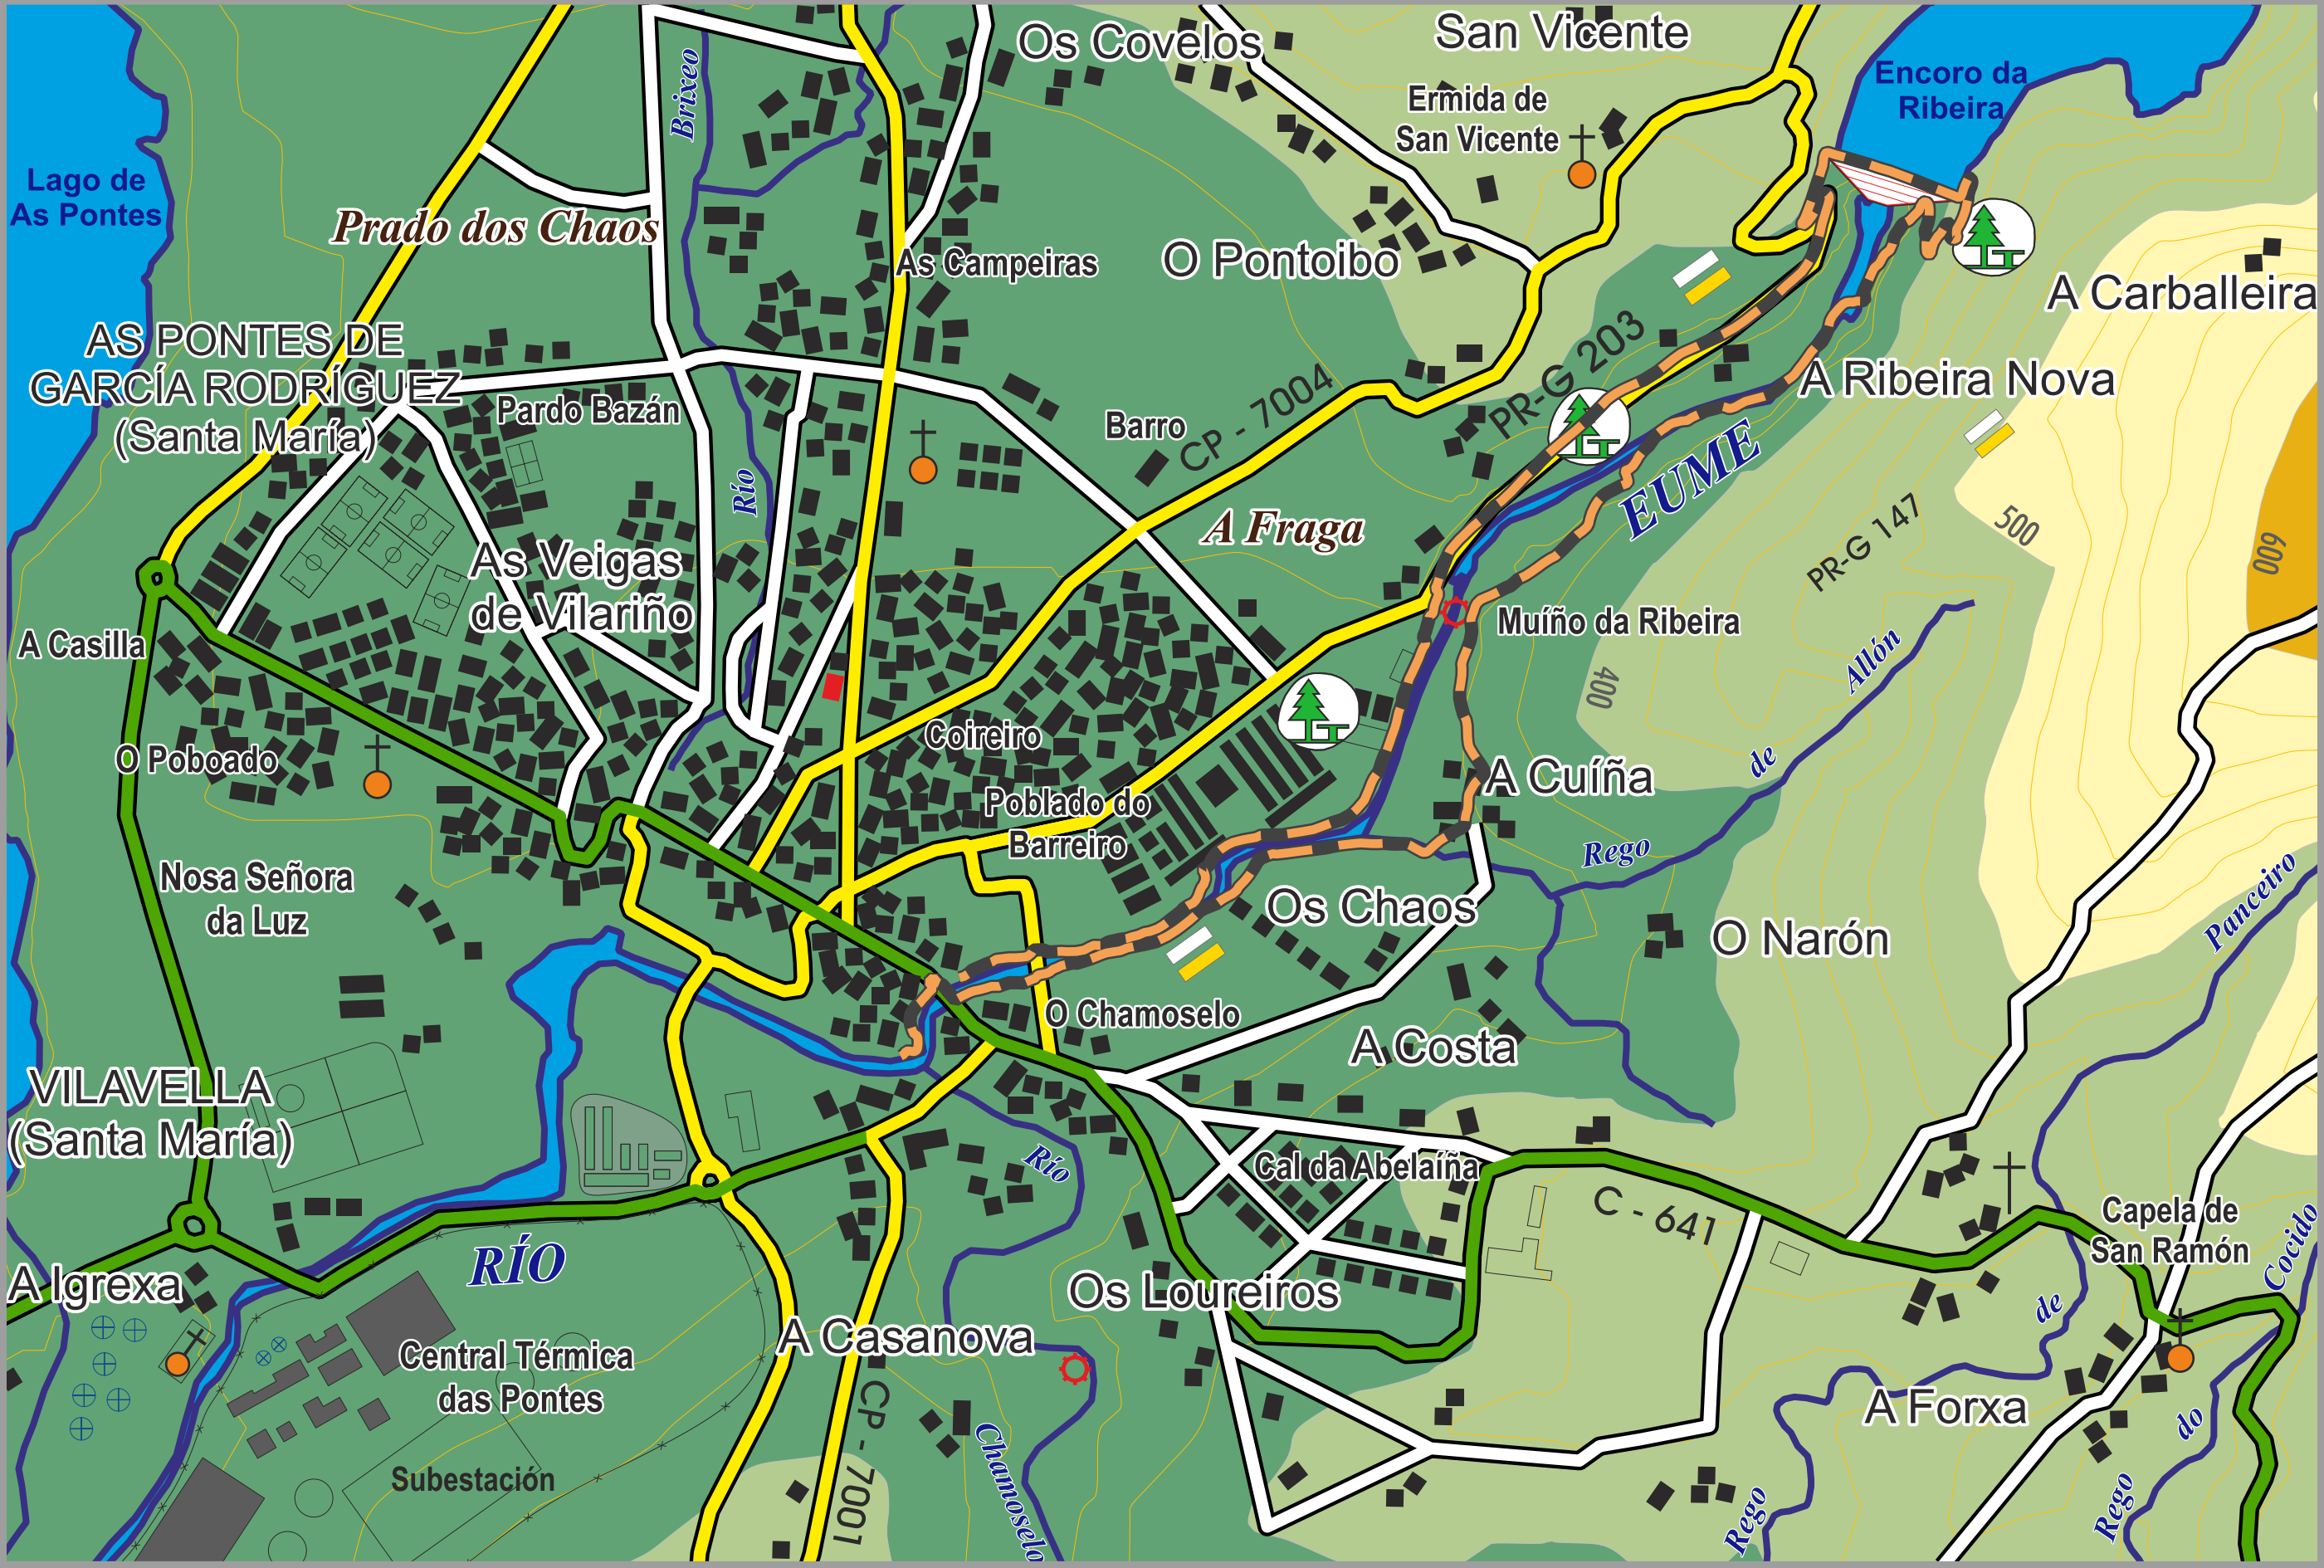 Os Covelos
San Vicente
Encoro da
Ribeira
Brixeo
Ermida de
San Vicente
Lago de
As Pontes
Prado dos Chaos
As Campeiras
O Pontoibo
A Carballeira
AS PONTES DE
GARCÍA RODRÍGUEZ
(Santa María)
Pardo Bazán
Barro
CP - 7004
PR-G 203
A Ribeira Nova
Río
EUME
A Fraga
PR-G 147
500
600
As Veigas
de Vilariño
A Casilla
Muíño da Ribeira
400
Allón
de
Rego
O Poboado
Coireiro
A Cuíña
Poblado do
Barreiro
Nosa Señora
da Luz
Os Chaos
O Narón
Panceiro
O Chamoselo
A Costa
VILAVELLA
(Santa María)
Río
Cal da Abelaíña
C - 641
Capela de
San Ramón
Cocido
RÍO
A Igrexa
Os Loureiros
de
A Casanova
Central Térmica
das Pontes
CP - 7001
A Forxa
do
Chamoselo
Subestación
Rego
Rego